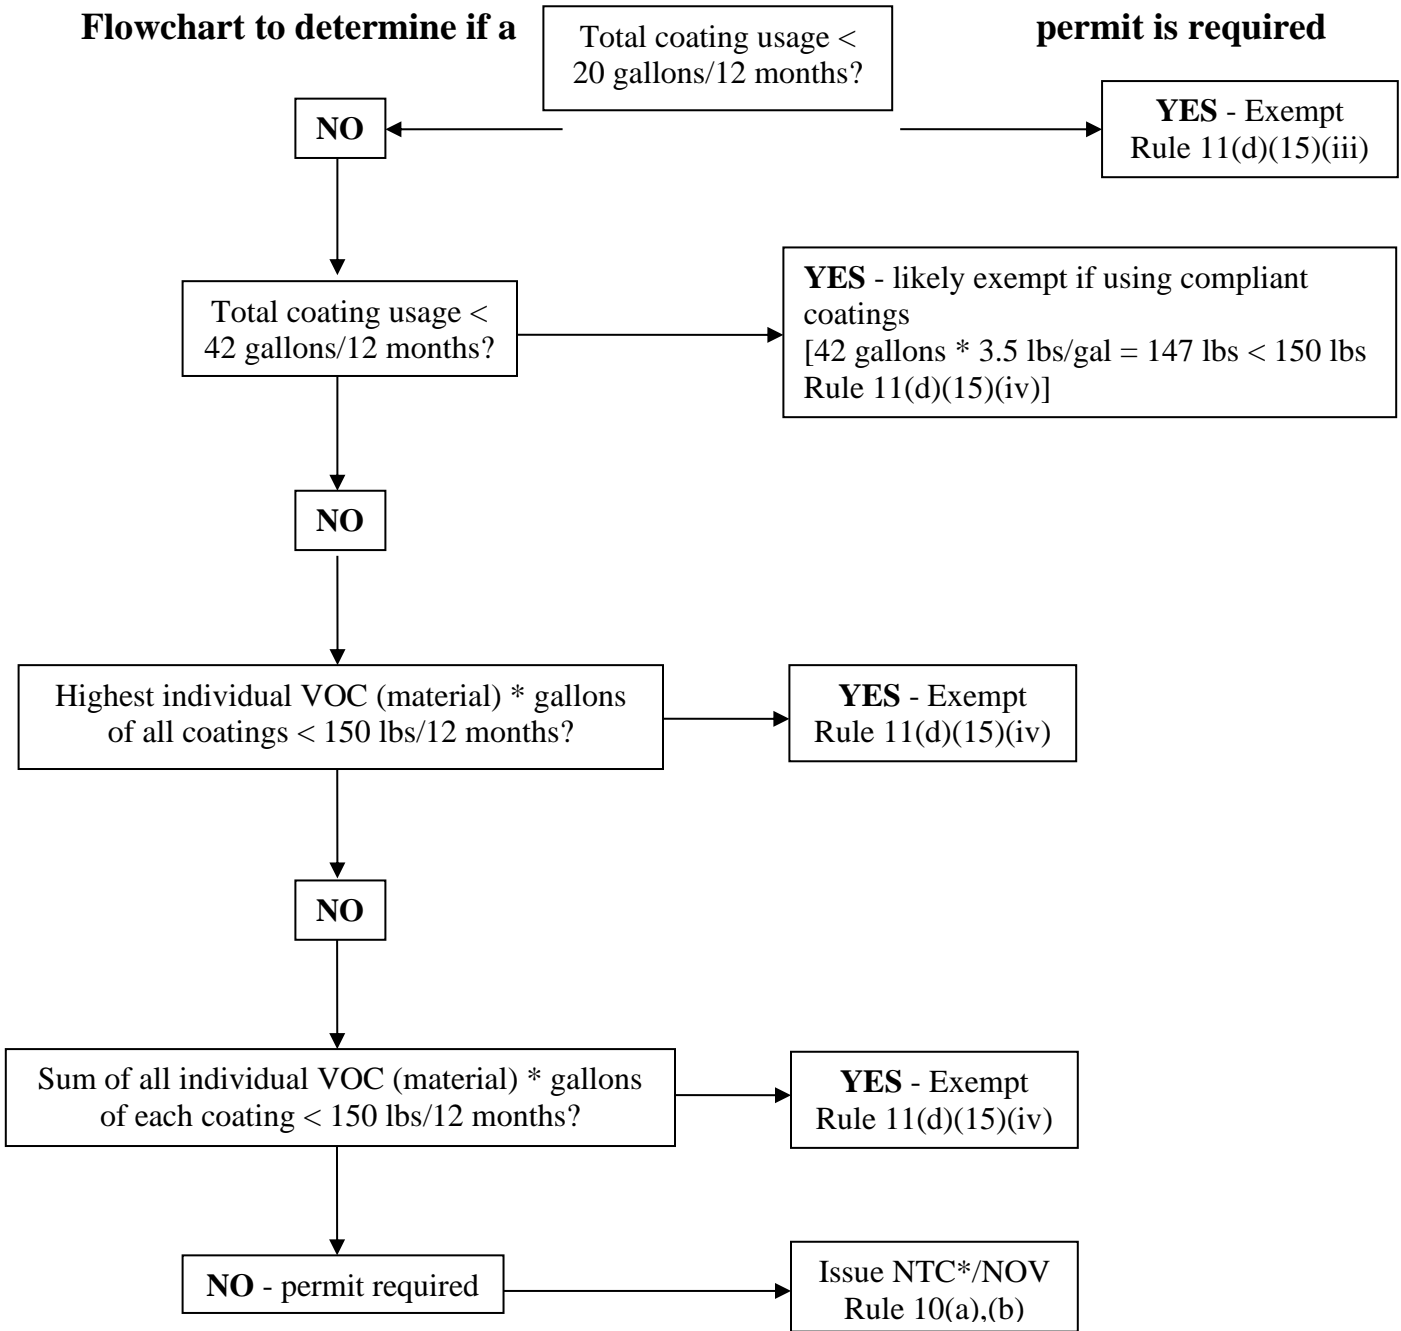 Flowchart to determine if a permit is required
Total coating usage <
20 gallons/12 months?
NO
YES - Exempt
Rule 11(d)(15)(iii)
Total coating usage <
42 gallons/12 months?
YES - likely exempt if using compliant
coatings
[42 gallons * 3.5 lbs/gal = 147 lbs < 150 lbs
Rule 11(d)(15)(iv)]
NO
Highest individual VOC (material) * gallons
of all coatings < 150 lbs/12 months?
YES - Exempt
Rule 11(d)(15)(iv)
NO
Sum of all individual VOC (material) * gallons
of each coating < 150 lbs/12 months?
YES - Exempt
Rule 11(d)(15)(iv)
NO - permit required
Issue NTC*/NOV
Rule 10(a),(b)